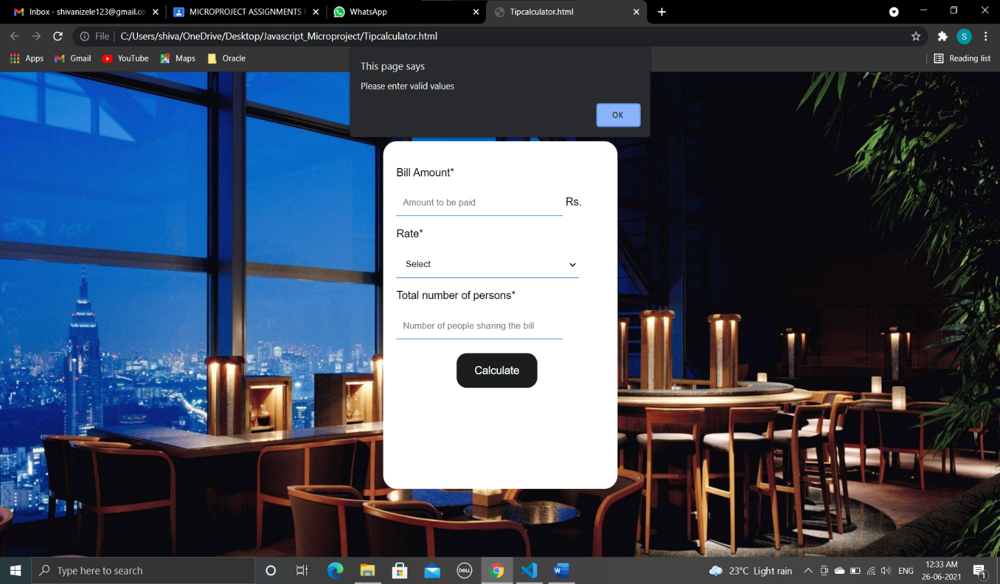 Inbox - shivanizele123@gmail.co
MICROPROJECT ASSIGNMENTS
WhatsApp
Tipcalculator.html
File
C:/Users/shiva/OneDrive/Desktop/Javascript_Microproject/Tipcalculator.html
S
Apps
Gmail
YouTube
Maps
Oracle
Reading list
This page says
Please enter valid values
OK
Bill Amount*
Amount to be paid
Rs.
Rate*
Select
Total number of persons*
Number of people sharing the bill
Calculate
Type here to search
DELL
23°C Light rain
ENG
12:33 AM
26-06-2021
1